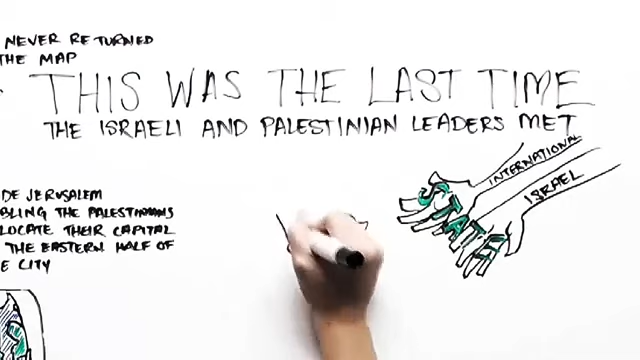 NEVER RETURNED
THE MAP
THIS WAS THE LAST TIME
THE ISRAELI AND PALESTINIAN LEADERS MET
INTERNATIONAL
ISRAEL
STATE
DE JERUSALEM
BLING THE PALESTINIANS
LOCATE THEIR CAPITAL
THE EASTERN HALF OF
E CITY